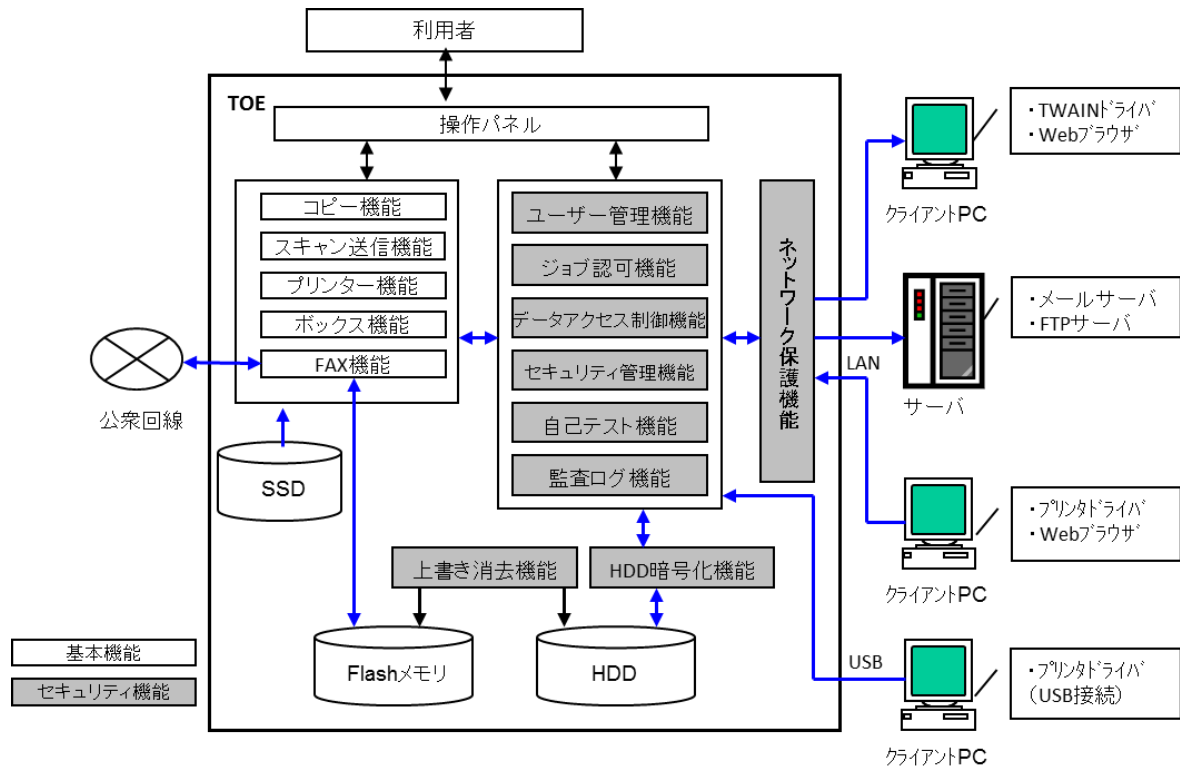 利用者
TOE
操作パネル
コピー機能
スキャン送信機能
プリンター機能
ボックス機能
FAX機能
ユーザー管理機能
ジョブ認可機能
データアクセス制御機能
セキュリティ管理機能
自己テスト機能
監査ログ機能
ネットワーク保護機能
公衆回線
SSD
上書き消去機能
HDD暗号化機能
Flashメモリ
HDD
基本機能
セキュリティ機能
LAN
USB
クライアントPC
・TWAINドライバ
・Webブラウザ
サーバ
・メールサーバ
・FTPサーバ
クライアントPC
・プリンタドライバ
・Webブラウザ
クライアントPC
・プリンタドライバ
(USB接続)